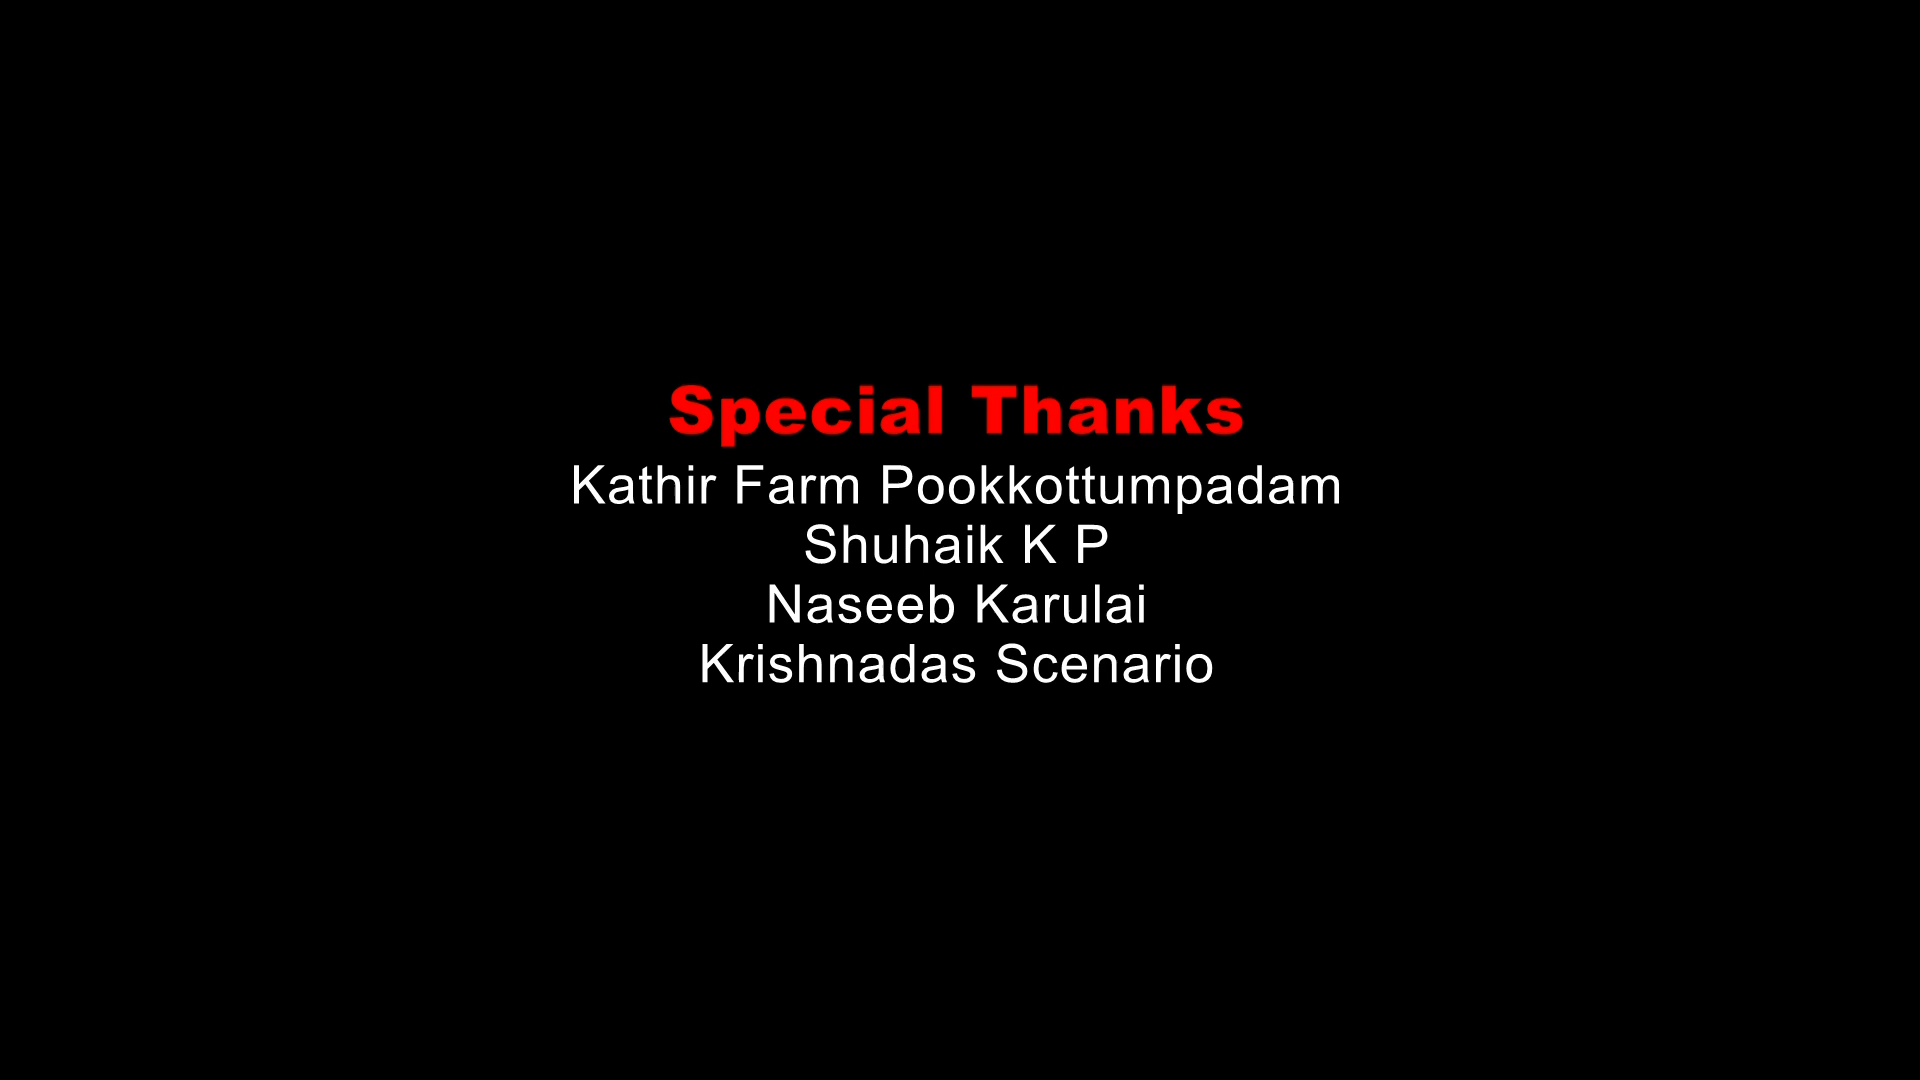 Special Thanks
Kathir Farm Pookkottumpadam
Shuhaik K P
Naseeb Karulai
Krishnadas Scenario